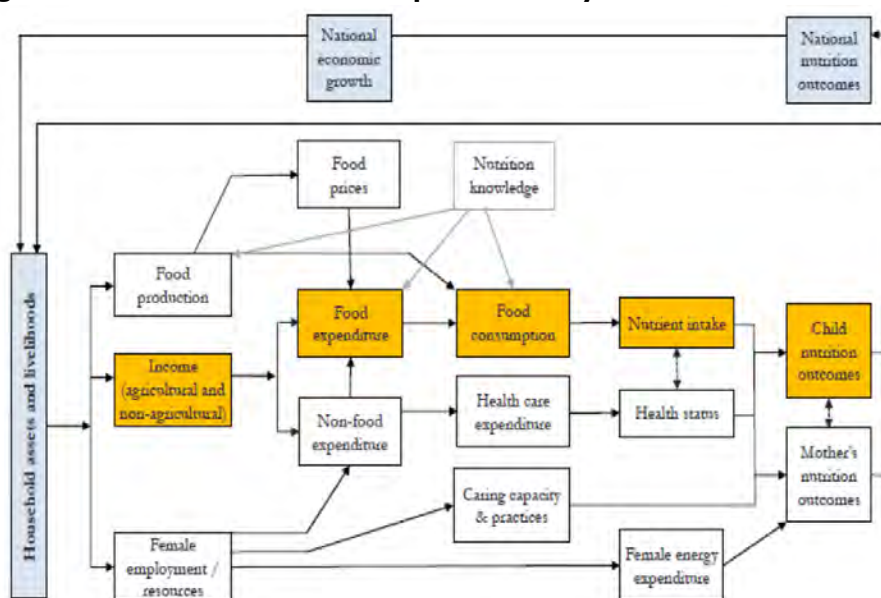 National
economic
growth
National
nutrition
outcomes
Food
prices
Nutrition
knowledge
Household assets and livelihoods
Food
production
Food
expenditure
Food
consumption
Nutrient intake
Child
nutrition
outcomes
Income
(agricultural and
non-agricultural)
Non-food
expenditure
Health care
expenditure
Health status
Mother's
nutrition
outcomes
Caring capacity
& practices
Female
employment /
resources
Female energy
expenditure